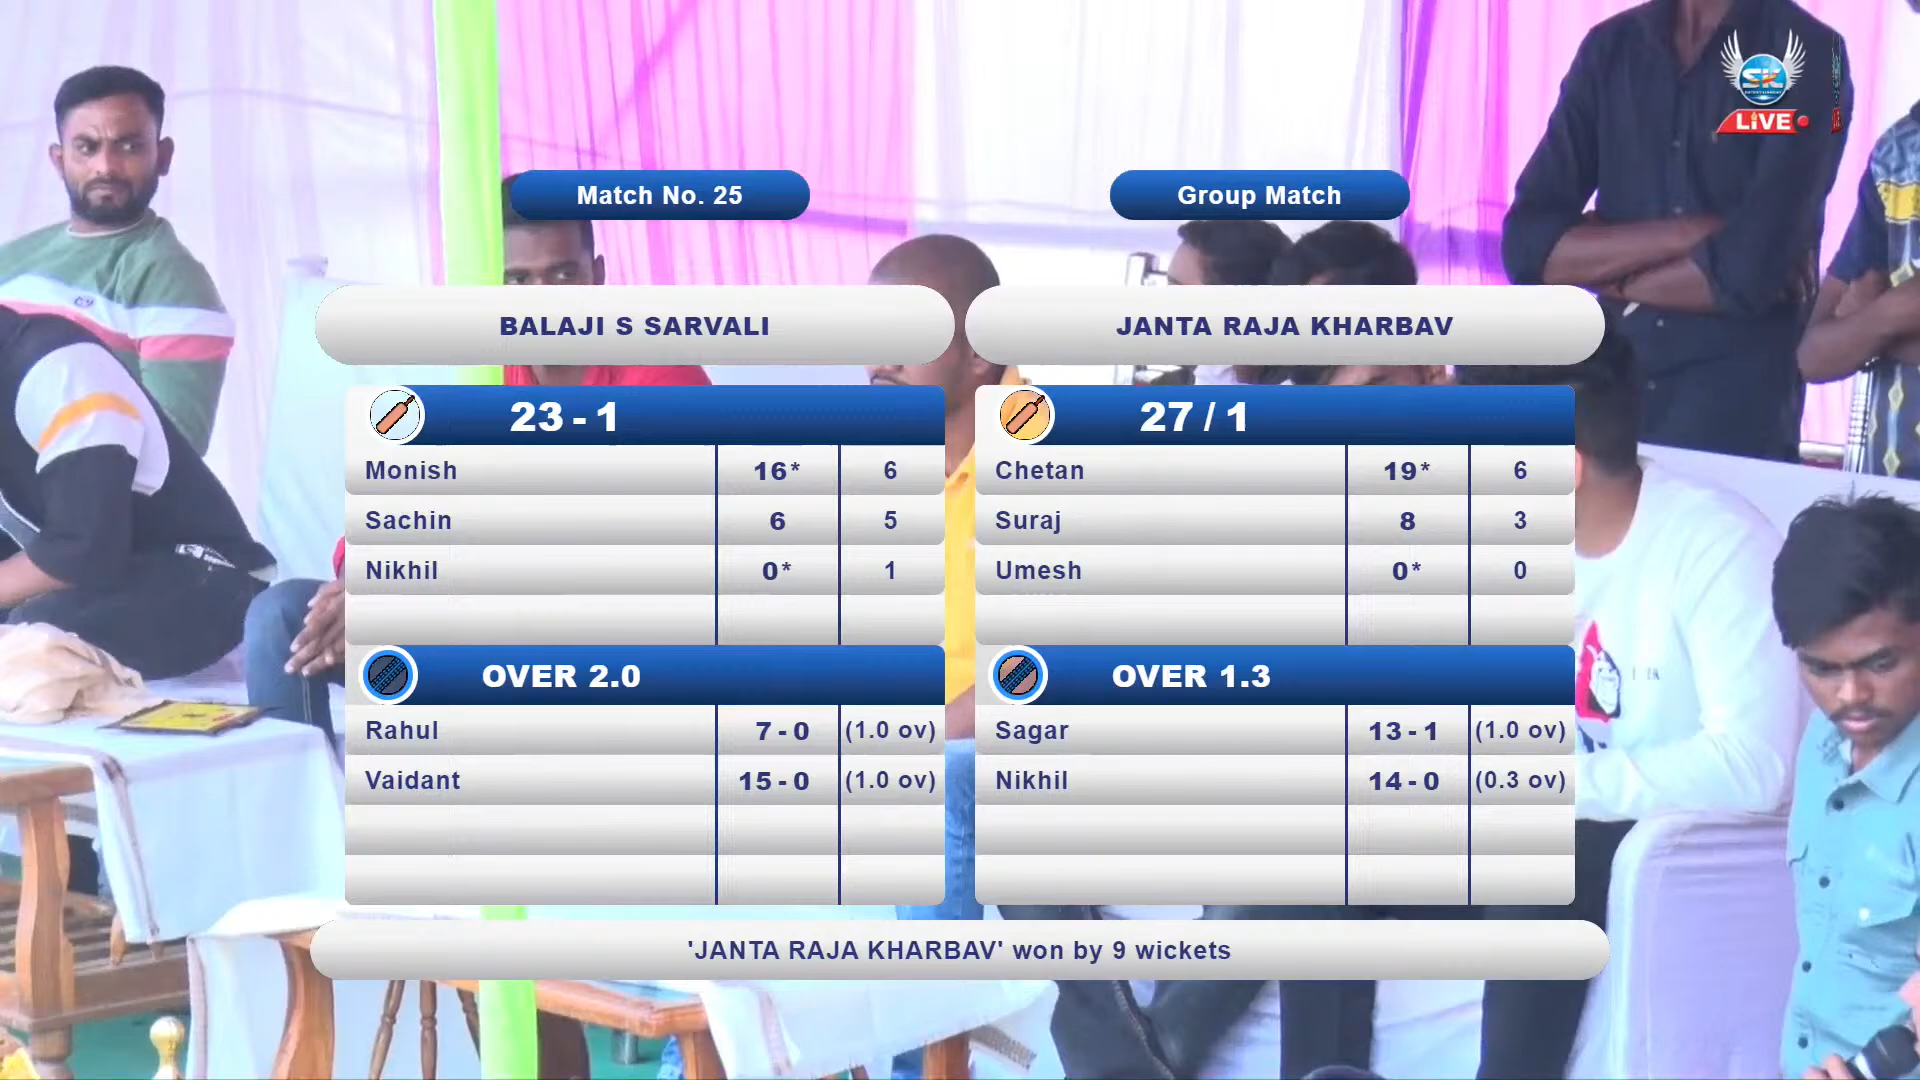 SK
LIVE
Match No. 25
Group Match
BALAJI S SARVALI
JANTA RAJA KHARBAV
23 - 1
Monish 16* 6
Sachin 6 5
Nikhil 0* 1
OVER 2.0
Rahul 7 - 0 (1.0 ov)
Vaidant 15 - 0 (1.0 ov)
27 / 1
Chetan 19* 6
Suraj 8 3
Umesh 0* 0
OVER 1.3
Sagar 13 - 1 (1.0 ov)
Nikhil 14 - 0 (0.3 ov)
'JANTA RAJA KHARBAV' won by 9 wickets